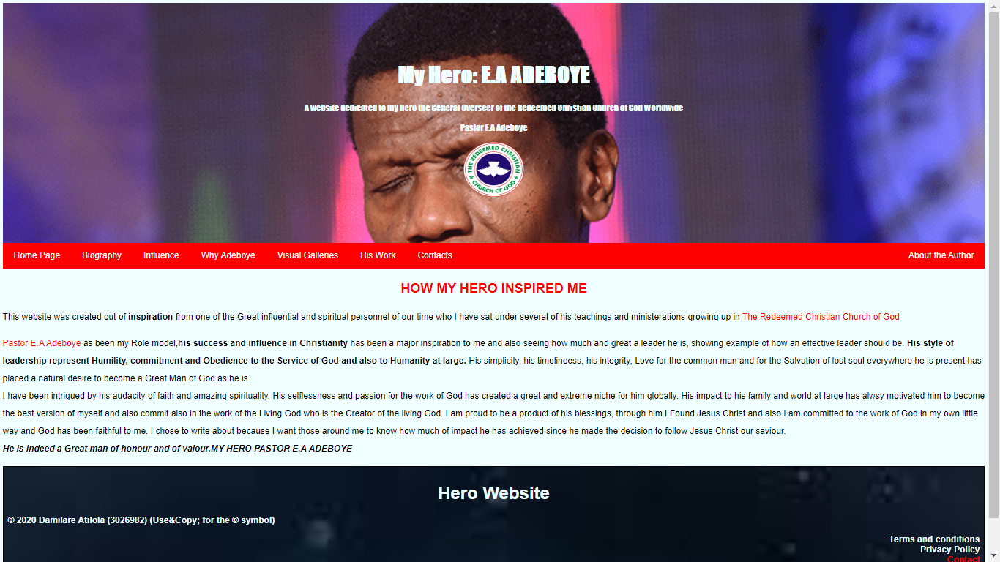 My Hero: E.A ADEBOYE
A website dedicated to my Hero the General Overseer of the Redeemed Christian Church of God Worldwide
Pastor E.A Adeboye
THE REDEEMED CHRISTIAN
CHURCH OF GOD
Home Page Biography Influence Why Adeboye Visual Galleries His Work Contacts About the Author
HOW MY HERO INSPIRED ME
This website was created out of inspiration from one of the Great influential and spiritual personnel of our time who I have sat under several of his teachings and ministerations growing up in The Redeemed Christian Church of God
Pastor E.A Adeboye as been my Role model,his success and influence in Christianity has been a major inspiration to me and also seeing how much and great a leader he is, showing example of how an effective leader should be. His style of
leadership represent Humility, commitment and Obedience to the Service of God and also to Humanity at large. His simplicity, his timelineess, his integrity, Love for the common man and for the Salvation of lost soul everywhere he is present has
placed a natural desire to become a Great Man of God as he is.
I have been intrigued by his audacity of faith and amazing spirituality. His selflessness and passion for the work of God has created a great and extreme niche for him globally. His impact to his family and world at large has alwsy motivated him to become
the best version of myself and also commit also in the work of the Living God who is the Creator of the living God. I am proud to be a product of his blessings, through him I Found Jesus Christ and also I am committed to the work of God in my own little
way and God has been faithful to me. I chose to write about because I want those around me to know how much of impact he has achieved since he made the decision to follow Jesus Christ our saviour.
He is indeed a Great man of honour and of valour.MY HERO PASTOR E.A ADEBOYE
Hero Website
© 2020 Damilare Atilola (3026982) (Use&Copy; for the © symbol)
Terms and conditions
Privacy Policy
Contact